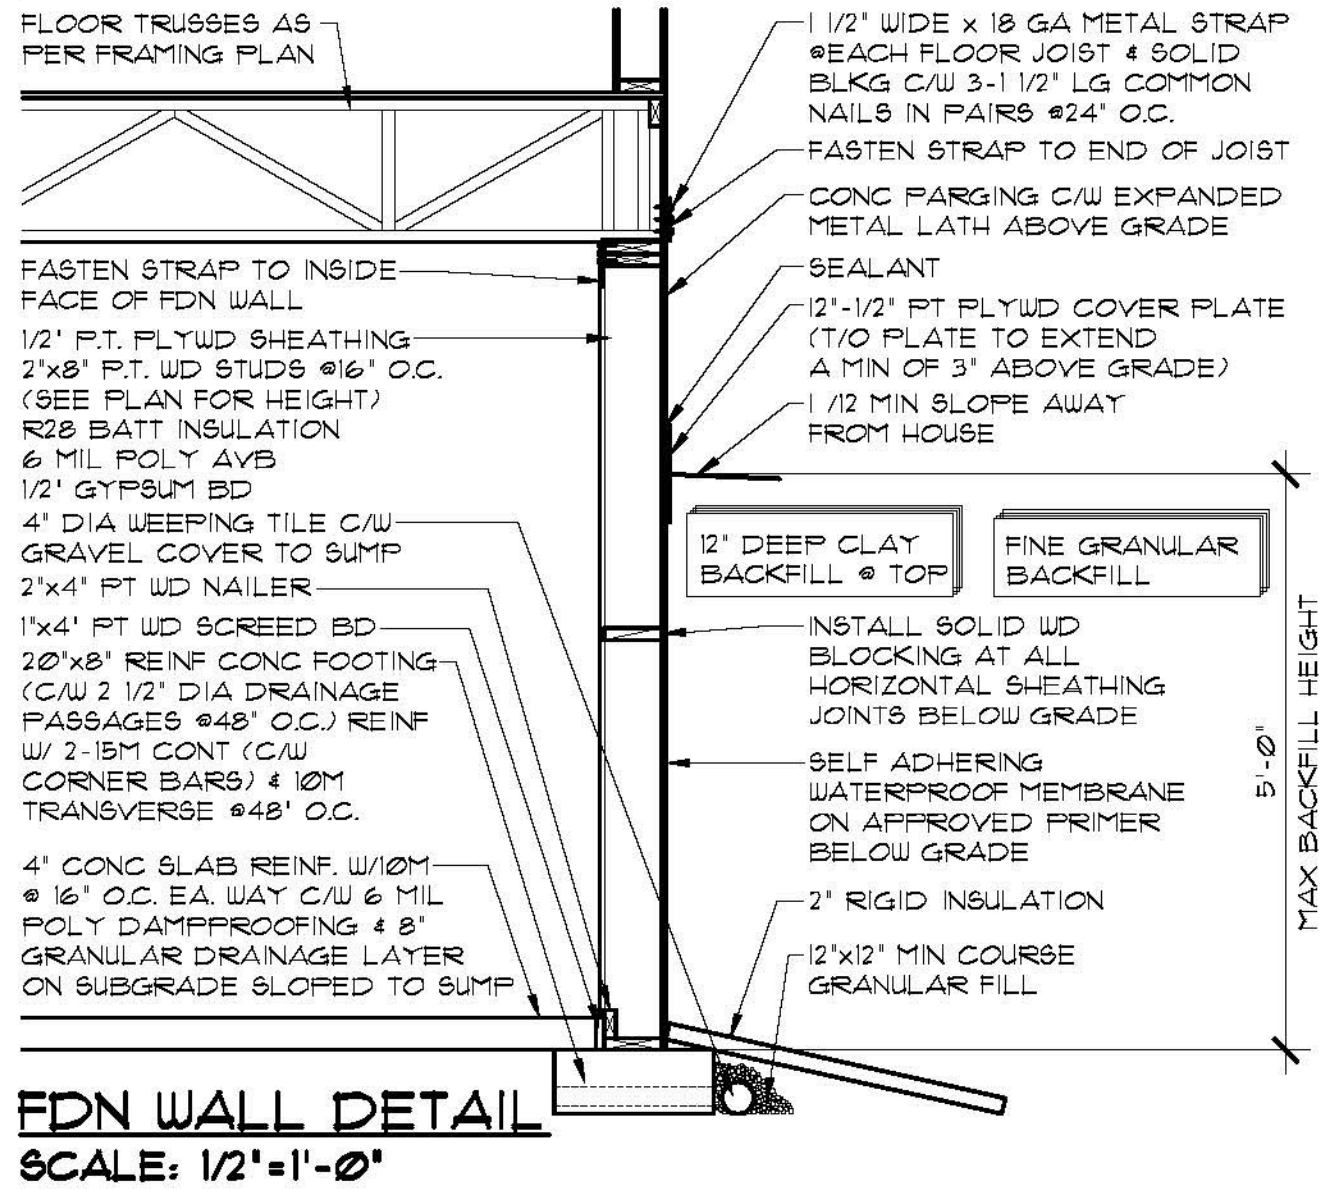 FLOOR TRUSSES AS
PER FRAMING PLAN
FASTEN STRAP TO INSIDE
FACE OF FDN WALL
1/2' P.T. PLYWD SHEATHING
2"x8" P.T. WD STUDS @16" O.C.
(SEE PLAN FOR HEIGHT)
R28 BATT INSULATION
6 MIL POLY AVB
1/2' GYPSUM BD
4" DIA WEEPING TILE C/W
GRAVEL COVER TO SUMP
2"x4" PT WD NAILER
1"x4' PT WD SCREED BD
20"x8" REINF CONC FOOTING
(C/W 2 1/2" DIA DRAINAGE
PASSAGES @48" O.C.) REINF
W/ 2-15M CONT (C/W
CORNER BARS) & 10M
TRANSVERSE @48' O.C.
4" CONC SLAB REINF. W/10M
@ 16" O.C. EA. WAY C/W 6 MIL
POLY DAMPPROOFING & 8"
GRANULAR DRAINAGE LAYER
ON SUBGRADE SLOPED TO SUMP
1 1/2" WIDE x 18 GA METAL STRAP
@EACH FLOOR JOIST & SOLID
BLKG C/W 3-1 1/2" LG COMMON
NAILS IN PAIRS @24" O.C.
FASTEN STRAP TO END OF JOIST
CONC PARGING C/W EXPANDED
METAL LATH ABOVE GRADE
SEALANT
12"-1/2" PT PLYWD COVER PLATE
(T/O PLATE TO EXTEND
A MIN OF 3" ABOVE GRADE)
1 /12 MIN SLOPE AWAY
FROM HOUSE
12" DEEP CLAY
BACKFILL @ TOP
FINE GRANULAR
BACKFILL
INSTALL SOLID WD
BLOCKING AT ALL
HORIZONTAL SHEATHING
JOINTS BELOW GRADE
SELF ADHERING
WATERPROOF MEMBRANE
ON APPROVED PRIMER
BELOW GRADE
2" RIGID INSULATION
12"x12" MIN COURSE
GRANULAR FILL
5'-0"
MAX BACKFILL HEIGHT
FDN WALL DETAIL
SCALE: 1/2"=1'-0"